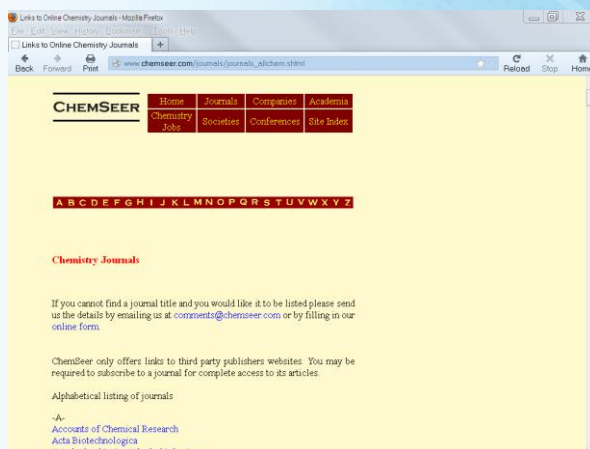 Links to Online Chemistry Journals - Mozilla Firefox
File Edit View History Bookmarks Tools Help
Links to Online Chemistry Journals +
Back Forward Print www.chemseer.com/journals/journals_allchem.shtml Reload Stop Home
CHEMSEER
Home Journals Companies Academia
Chemistry Jobs Societies Conferences Site Index
A B C D E F G H I J K L M N O P Q R S T U V W X Y Z
Chemistry Journals
If you cannot find a journal title and you would like it to be listed please send
us the details by emailing us at comments@chemseer.com or by filling in our
online form.
ChemSeer only offers links to third party publishers websites. You may be
required to subscribe to a journal for complete access to its articles.
Alphabetical listing of journals
-A-
Accounts of Chemical Research
Acta Biotechnologica